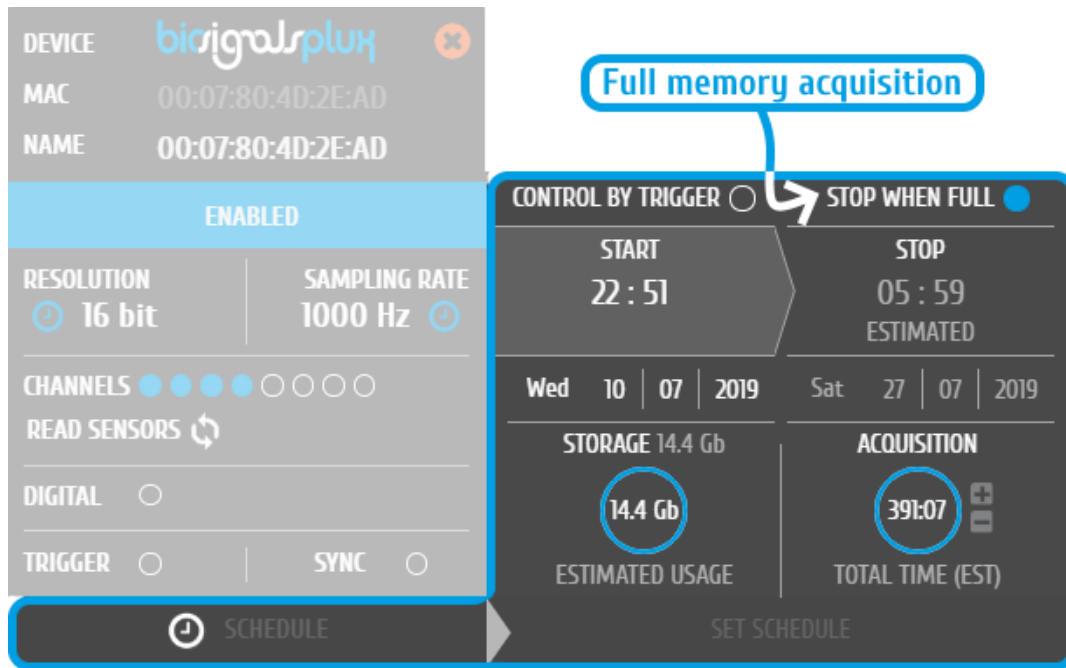 DEVICE biosignalsplux
MAC 00:07:80:4D:2E:AD
NAME 00:07:80:4D:2E:AD
ENABLED
RESOLUTION SAMPLING RATE
16 bit 1000 Hz
CHANNELS
READ SENSORS
DIGITAL
TRIGGER SYNC
SCHEDULE
Full memory acquisition
CONTROL BY TRIGGER STOP WHEN FULL
START STOP
22 : 51 05 : 59
ESTIMATED
Wed 10 07 2019 Sat 27 07 2019
STORAGE 14.4 Gb ACQUISITION
14.4 Gb 391:07
ESTIMATED USAGE TOTAL TIME (EST)
SET SCHEDULE